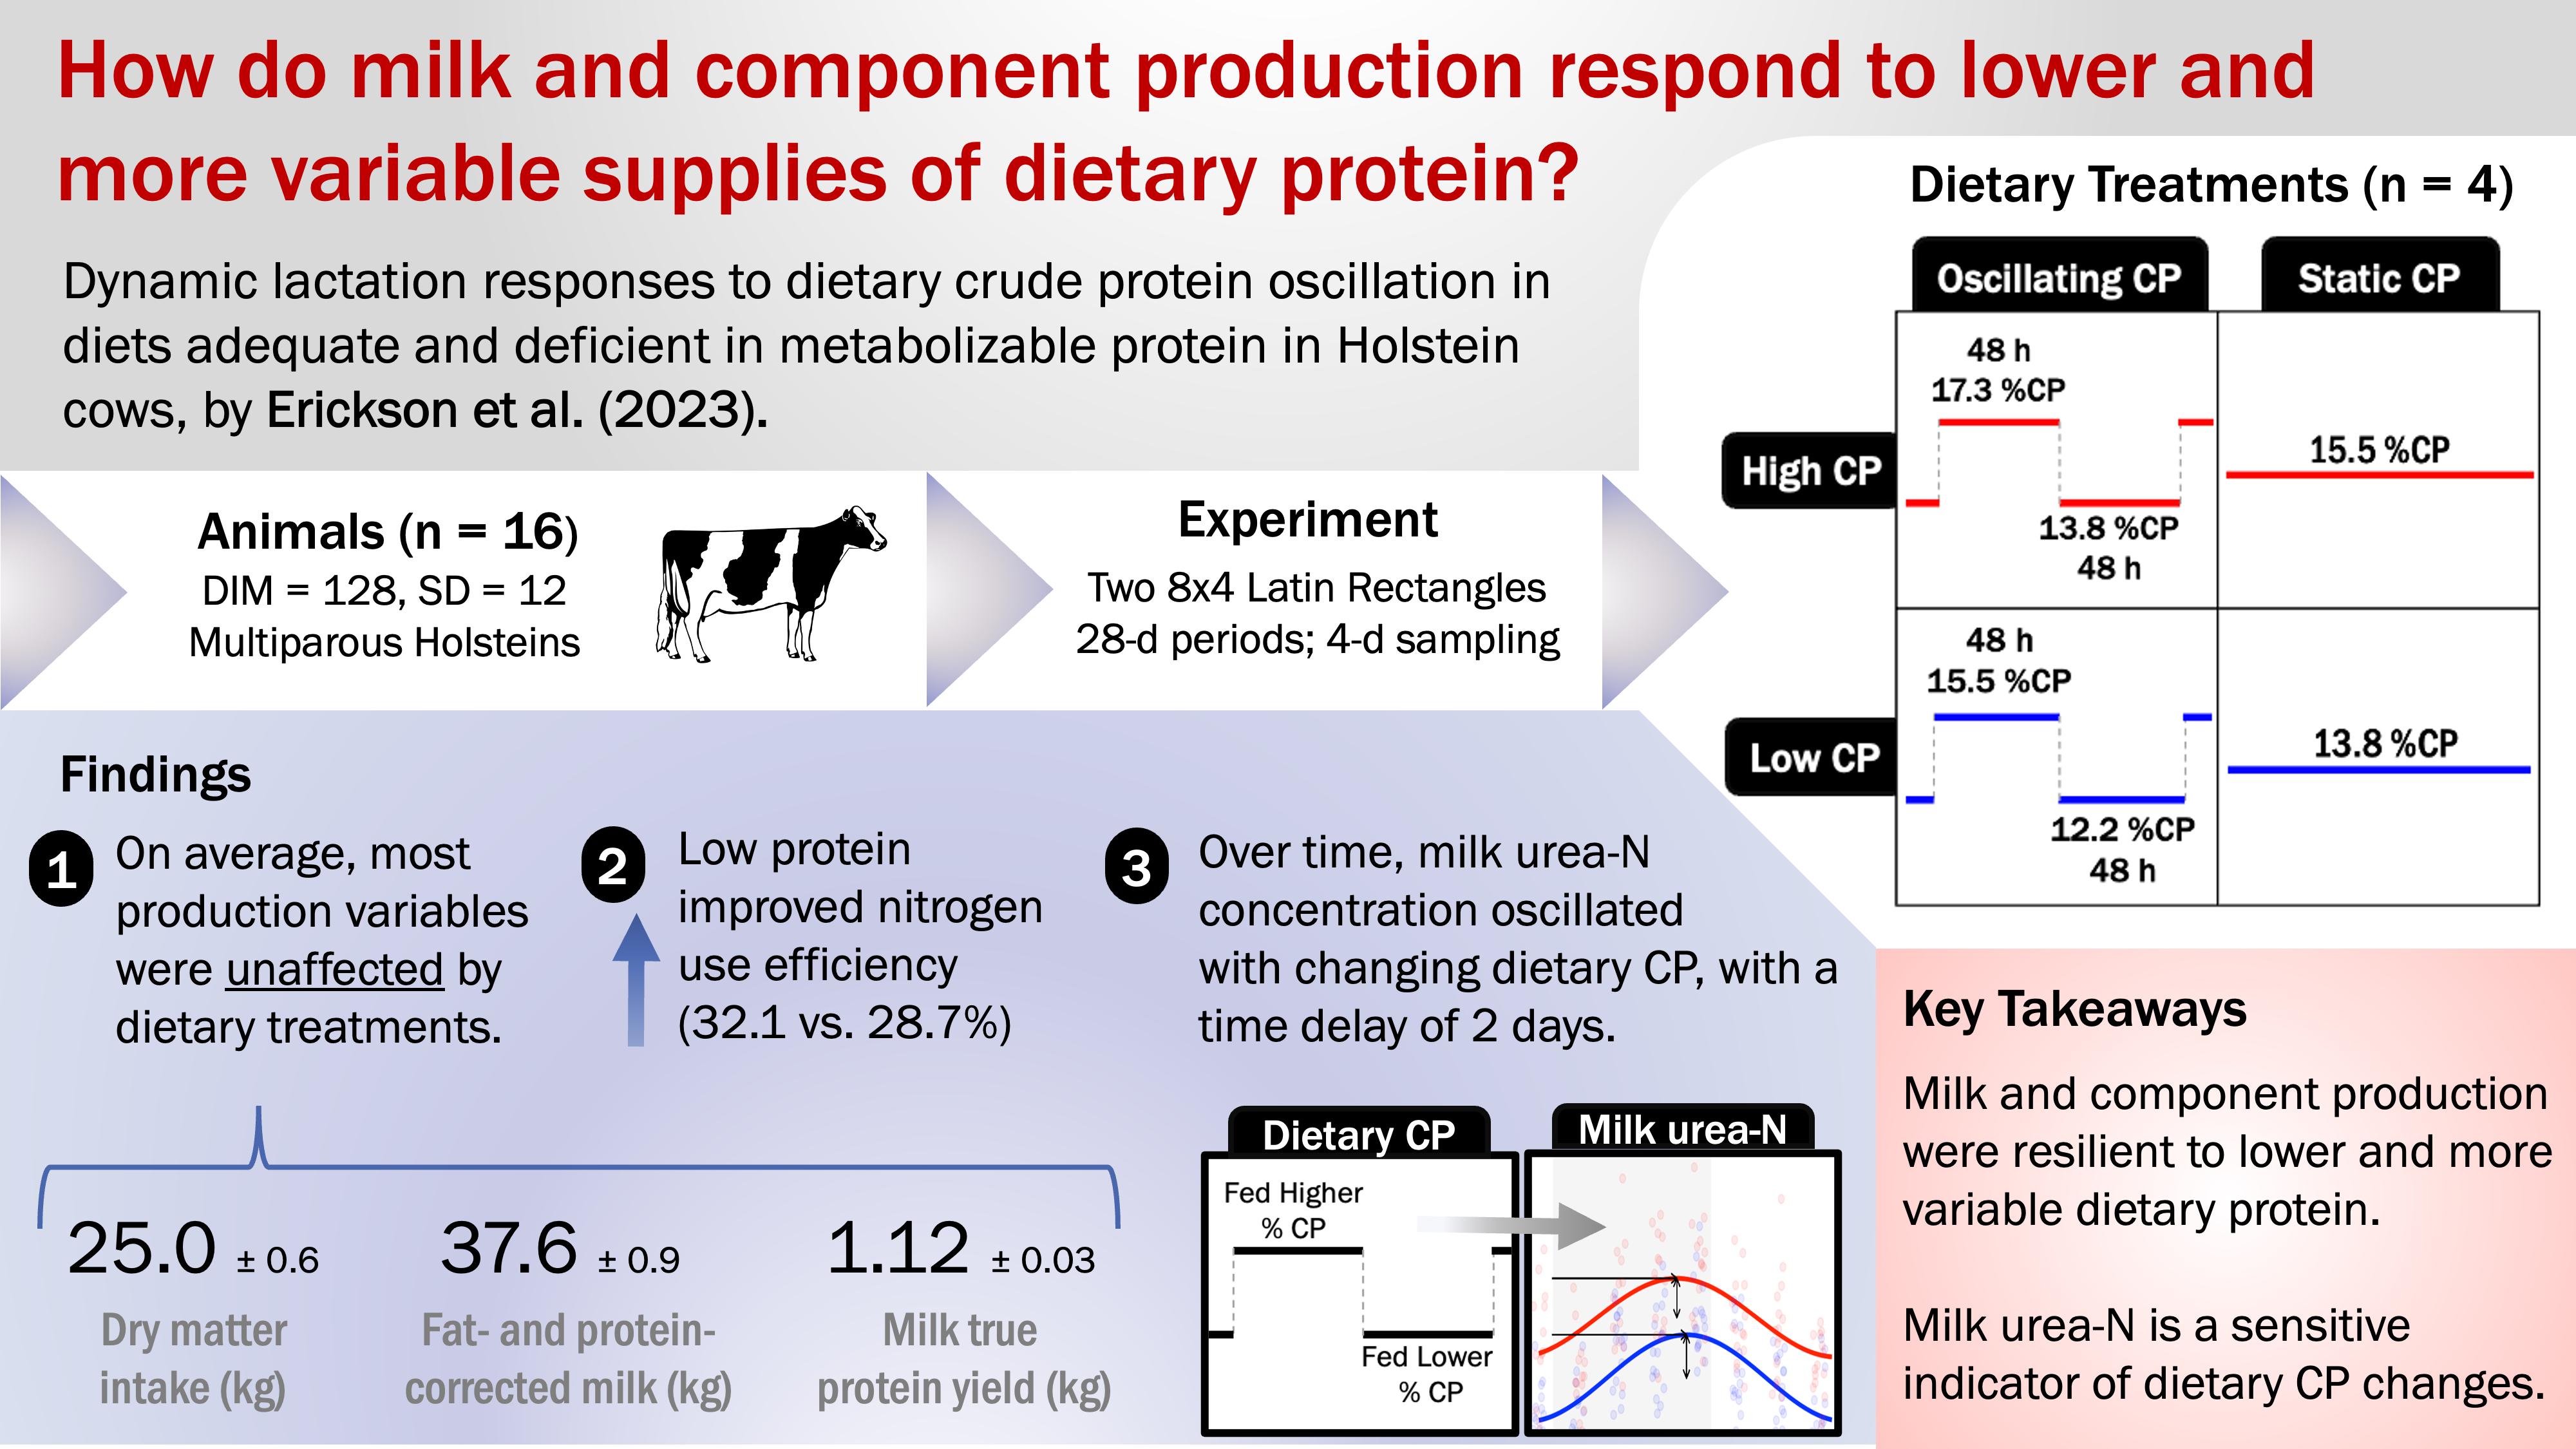 How do milk and component production respond to lower and
more variable supplies of dietary protein?
Dynamic lactation responses to dietary crude protein oscillation in
diets adequate and deficient in metabolizable protein in Holstein
cows, by Erickson et al. (2023).
Animals (n = 16)
DIM = 128, SD = 12
Multiparous Holsteins
Experiment
Two 8x4 Latin Rectangles
28-d periods; 4-d sampling
Dietary Treatments (n = 4)
Oscillating CP
Static CP
High CP
48 h
17.3 %CP
13.8 %CP
48 h
15.5 %CP
Low CP
48 h
15.5 %CP
12.2 %CP
48 h
13.8 %CP
Findings
1
On average, most
production variables
were unaffected by
dietary treatments.
2
Low protein
improved nitrogen
use efficiency
(32.1 vs. 28.7%)
3
Over time, milk urea-N
concentration oscillated
with changing dietary CP, with a
time delay of 2 days.
25.0 ± 0.6
Dry matter
intake (kg)
37.6 ± 0.9
Fat- and protein-
corrected milk (kg)
1.12 ± 0.03
Milk true
protein yield (kg)
Dietary CP
Fed Higher
% CP
Fed Lower
% CP
Milk urea-N
Key Takeaways
Milk and component production
were resilient to lower and more
variable dietary protein.
Milk urea-N is a sensitive
indicator of dietary CP changes.